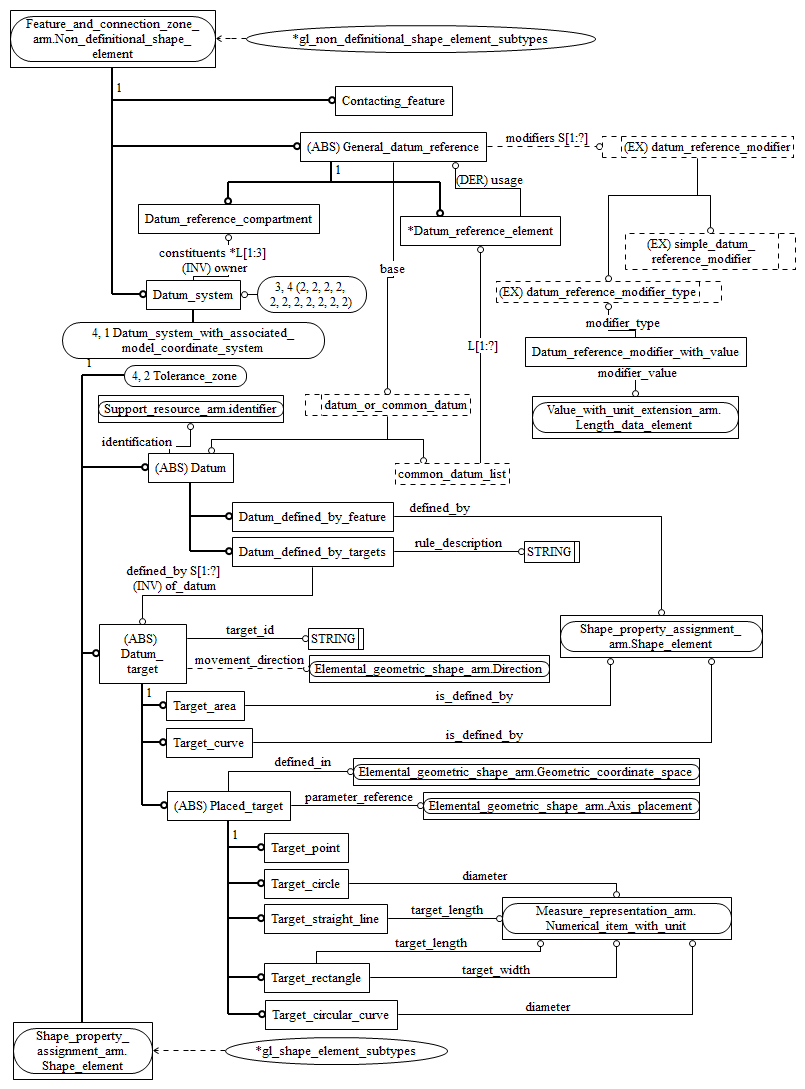 Feature_and_connection_zone_
arm.Non_definitional_shape_
element
*gl_non_definitional_shape_element_subtypes
1
Contacting_feature
(ABS) General_datum_reference
modifiers S[1:?]
(EX) datum_reference_modifier
1
(DER) usage
Datum_reference_compartment
*Datum_reference_element
(EX) simple_datum_
reference_modifier
constituents *L[1:3]
(INV) owner
base
Datum_system
3, 4 (2, 2, 2, 2,
2, 2, 2, 2, 2, 2, 2)
(EX) datum_reference_modifier_type
modifier_type
4, 1 Datum_system_with_associated_
model_coordinate_system
L[1:?]
Datum_reference_modifier_with_value
modifier_value
1
4, 2 Tolerance_zone
Support_resource_arm.identifier
datum_or_common_datum
Value_with_unit_extension_arm.
Length_data_element
identification
(ABS) Datum
common_datum_list
Datum_defined_by_feature
defined_by
Datum_defined_by_targets
rule_description
STRING
defined_by S[1:?]
(INV) of_datum
(ABS)
Datum_
target
target_id
STRING
movement_direction
Elemental_geometric_shape_arm.Direction
Shape_property_assignment_
arm.Shape_element
1
Target_area
is_defined_by
Target_curve
is_defined_by
defined_in
Elemental_geometric_shape_arm.Geometric_coordinate_space
(ABS) Placed_target
parameter_reference
Elemental_geometric_shape_arm.Axis_placement
1
Target_point
Target_circle
diameter
Target_straight_line
target_length
Measure_representation_arm.
Numerical_item_with_unit
target_length
Target_rectangle
target_width
Target_circular_curve
diameter
Shape_property_
assignment_arm.
Shape_element
*gl_shape_element_subtypes